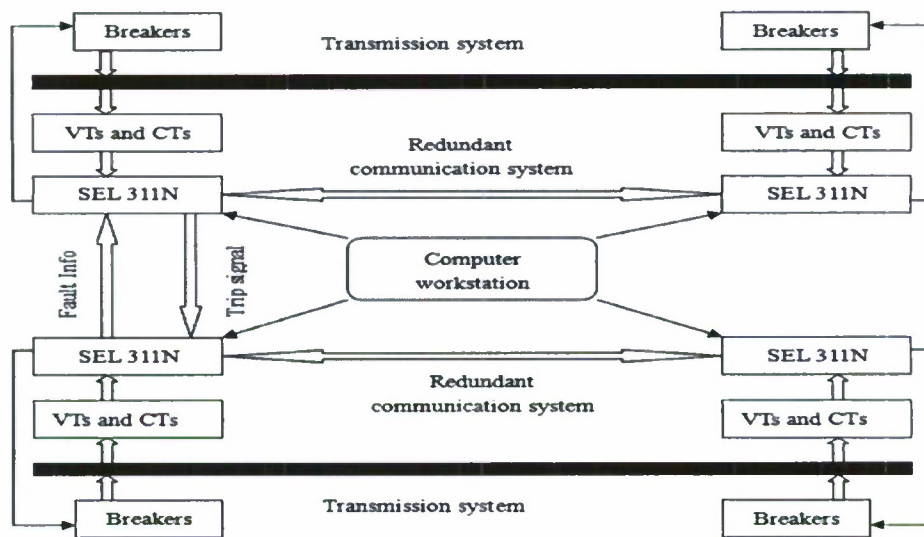 Breakers
Transmission system
Breakers
VTs and CTs
VTs and CTs
Redundant
communication system
SEL 311N
SEL 311N
Fault Info
Trip signal
Computer
workstation
SEL 311N
SEL 311N
Redundant
communication system
VTs and CTs
VTs and CTs
Breakers
Transmission system
Breakers